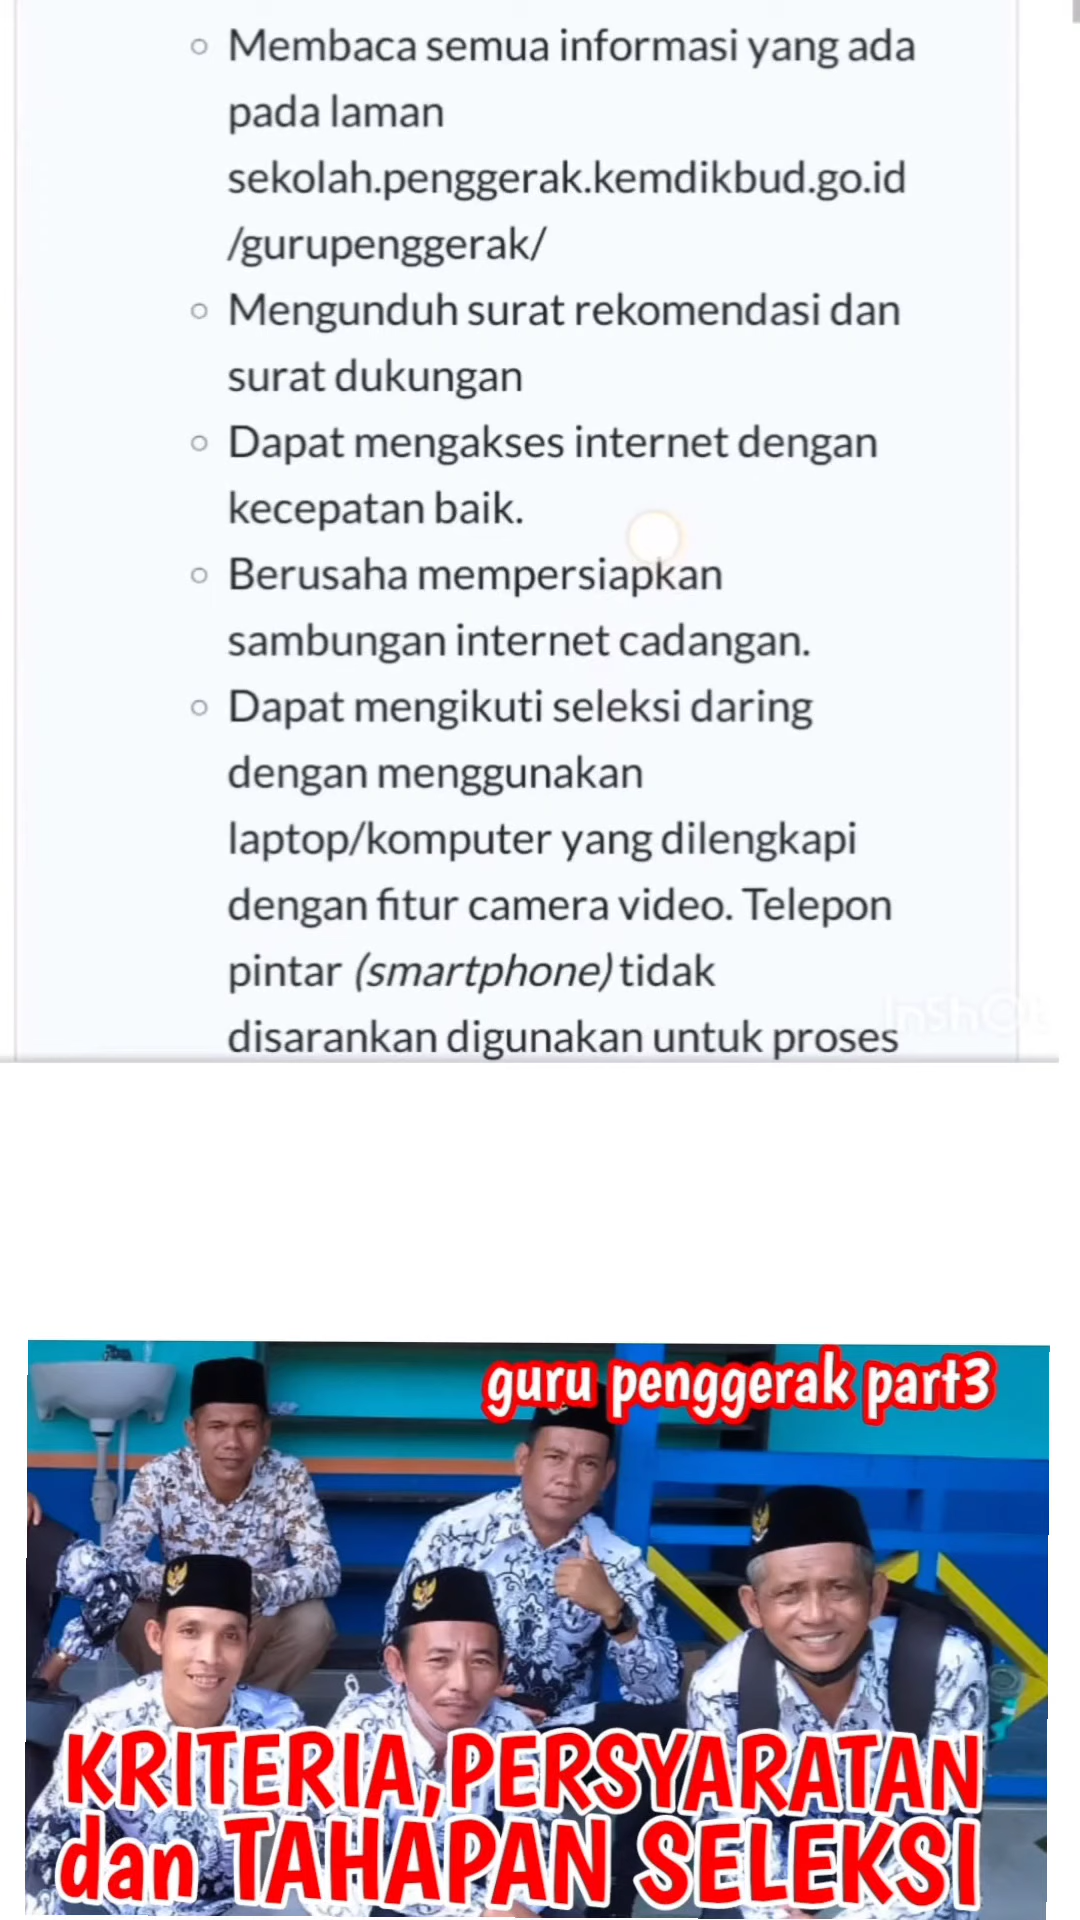 Membaca semua informasi yang ada
pada laman
sekolah.penggerak.kemdikbud.go.id
/gurupenggerak/
Mengunduh surat rekomendasi dan
surat dukungan
Dapat mengakses internet dengan
kecepatan baik.
Berusaha mempersiapkan
sambungan internet cadangan.
Dapat mengikuti seleksi daring
dengan menggunakan
laptop/komputer yang dilengkapi
dengan fitur camera video. Telepon
pintar (smartphone) tidak
InShOt
disarankan digunakan untuk proses
guru penggerak part3
KRITERIA,PERSYARATAN
dan TAHAPAN SELEKSI